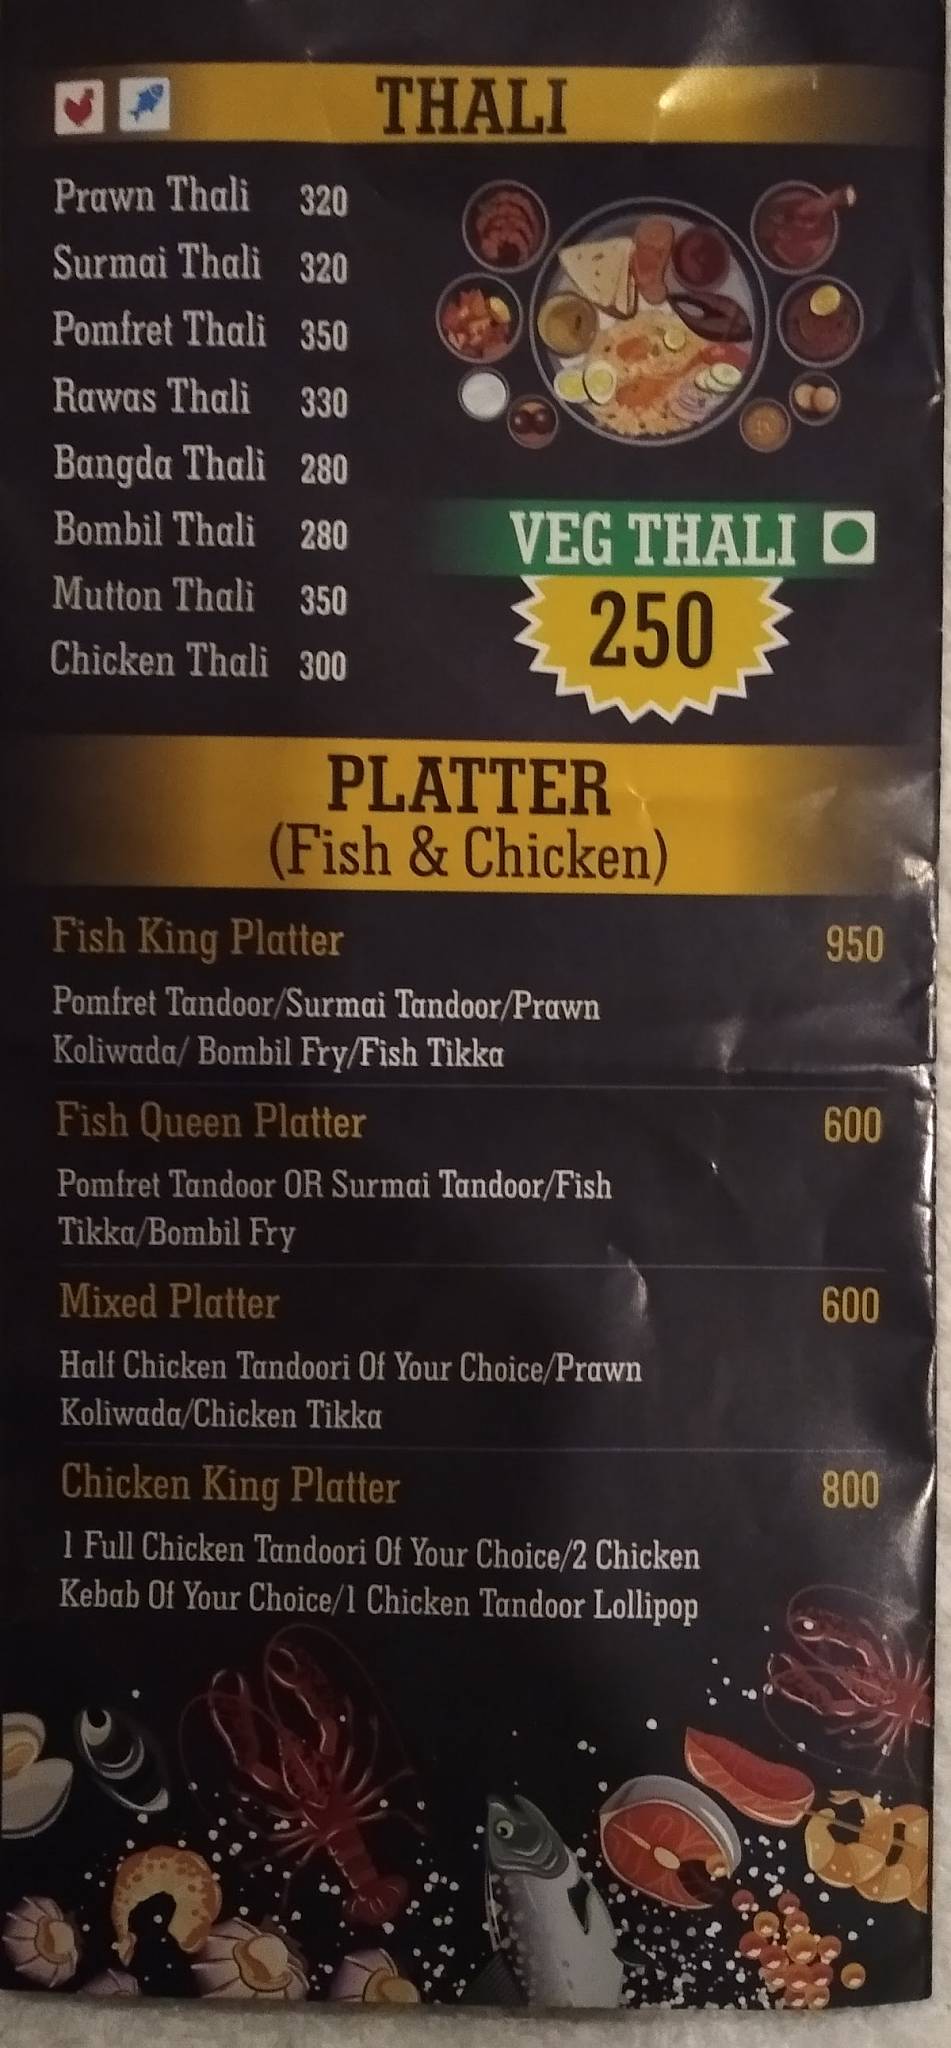 THALI
Prawn Thali 320
Surmai Thali 320
Pomfret Thali 350
Rawas Thali 330
Bangda Thali 280
Bombil Thali 280
Mutton Thali 350
Chicken Thali 300
VEG THALI
250
PLATTER
(Fish & Chicken)
Fish King Platter 950
Pomfret Tandoor/Surmai Tandoor/Prawn
Koliwada/ Bombil Fry/Fish Tikka
Fish Queen Platter 600
Pomfret Tandoor OR Surmai Tandoor/Fish
Tikka/Bombil Fry
Mixed Platter 600
Half Chicken Tandoori Of Your Choice/Prawn
Koliwada/Chicken Tikka
Chicken King Platter 800
1 Full Chicken Tandoori Of Your Choice/2 Chicken
Kebab Of Your Choice/1 Chicken Tandoor Lollipop